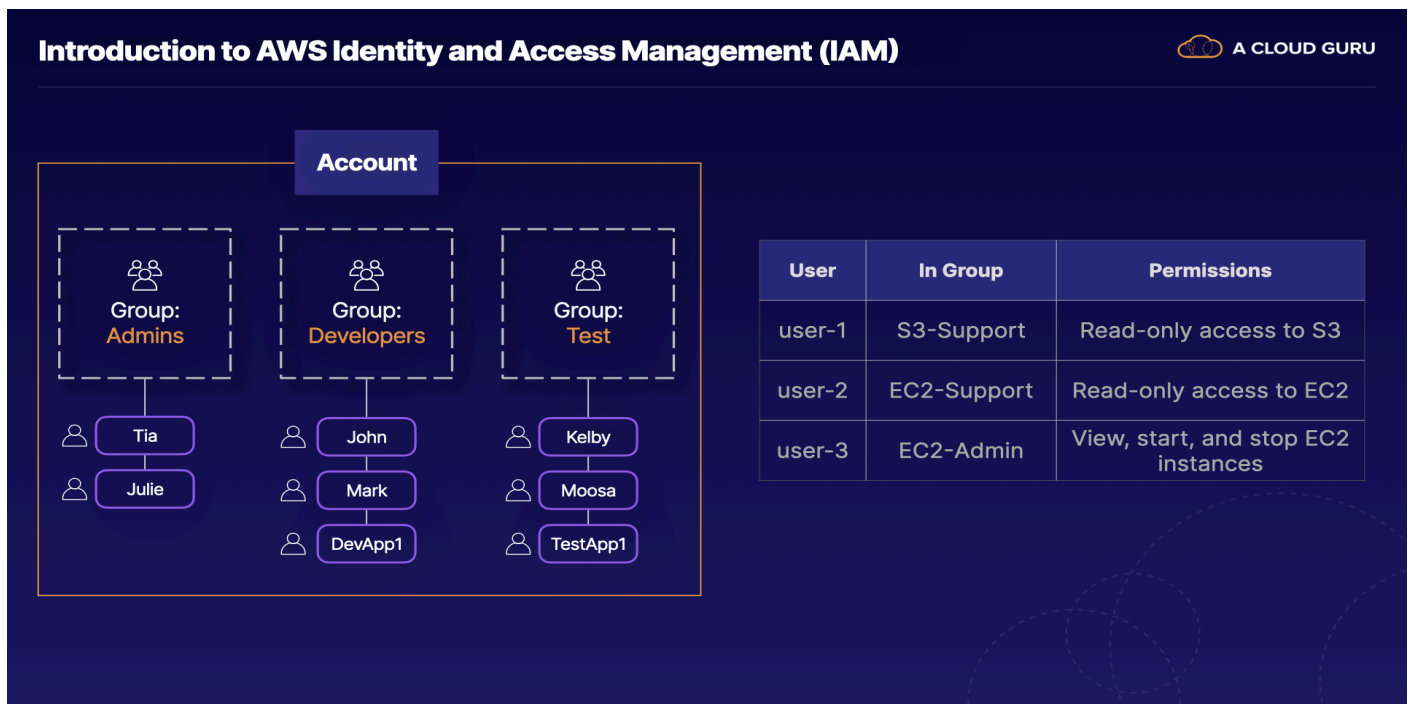 Introduction to AWS Identity and Access Management (IAM)
A CLOUD GURU
Account
Group:
Admins
Tia
Julie
Group:
Developers
John
Mark
DevApp1
Group:
Test
Kelby
Moosa
TestApp1
User In Group Permissions
user-1 S3-Support Read-only access to S3
user-2 EC2-Support Read-only access to EC2
user-3 EC2-Admin View, start, and stop EC2
instances